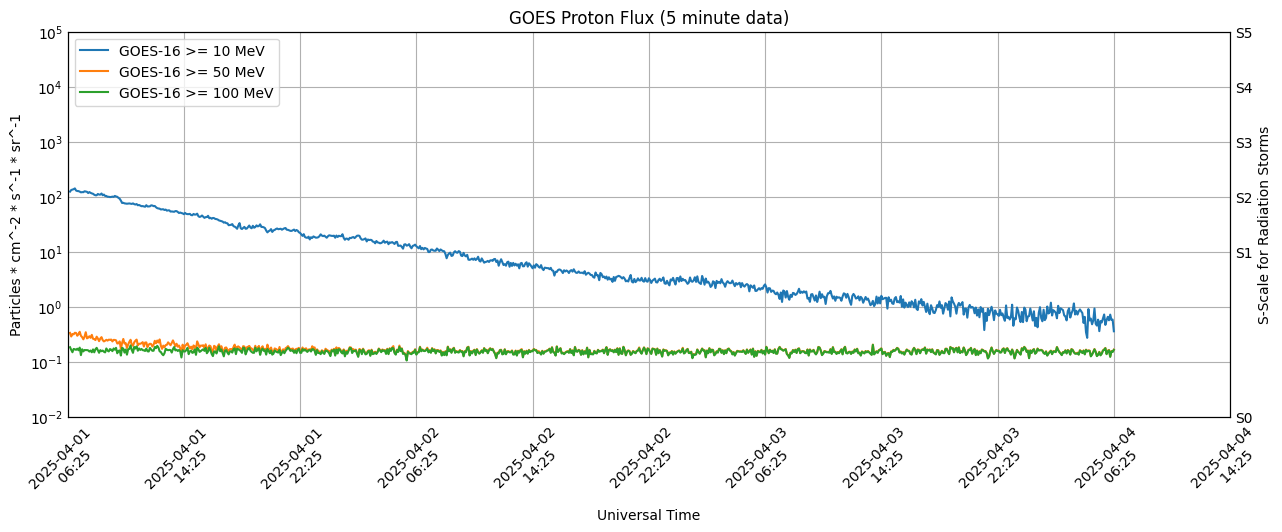 GOES Proton Flux (5 minute data)
GOES-16 >= 10 MeV
GOES-16 >= 50 MeV
GOES-16 >= 100 MeV
Particles * cm^-2 * s^-1 * sr^-1
10^5
10^4
10^3
10^2
10^1
10^0
10^-1
10^-2
S5
S4
S3
S2
S1
S0
S-Scale for Radiation Storms
2025-04-01
06:25
2025-04-01
14:25
2025-04-01
22:25
2025-04-02
06:25
2025-04-02
14:25
2025-04-02
22:25
2025-04-03
06:25
2025-04-03
14:25
2025-04-03
22:25
2025-04-04
06:25
2025-04-04
14:25
Universal Time